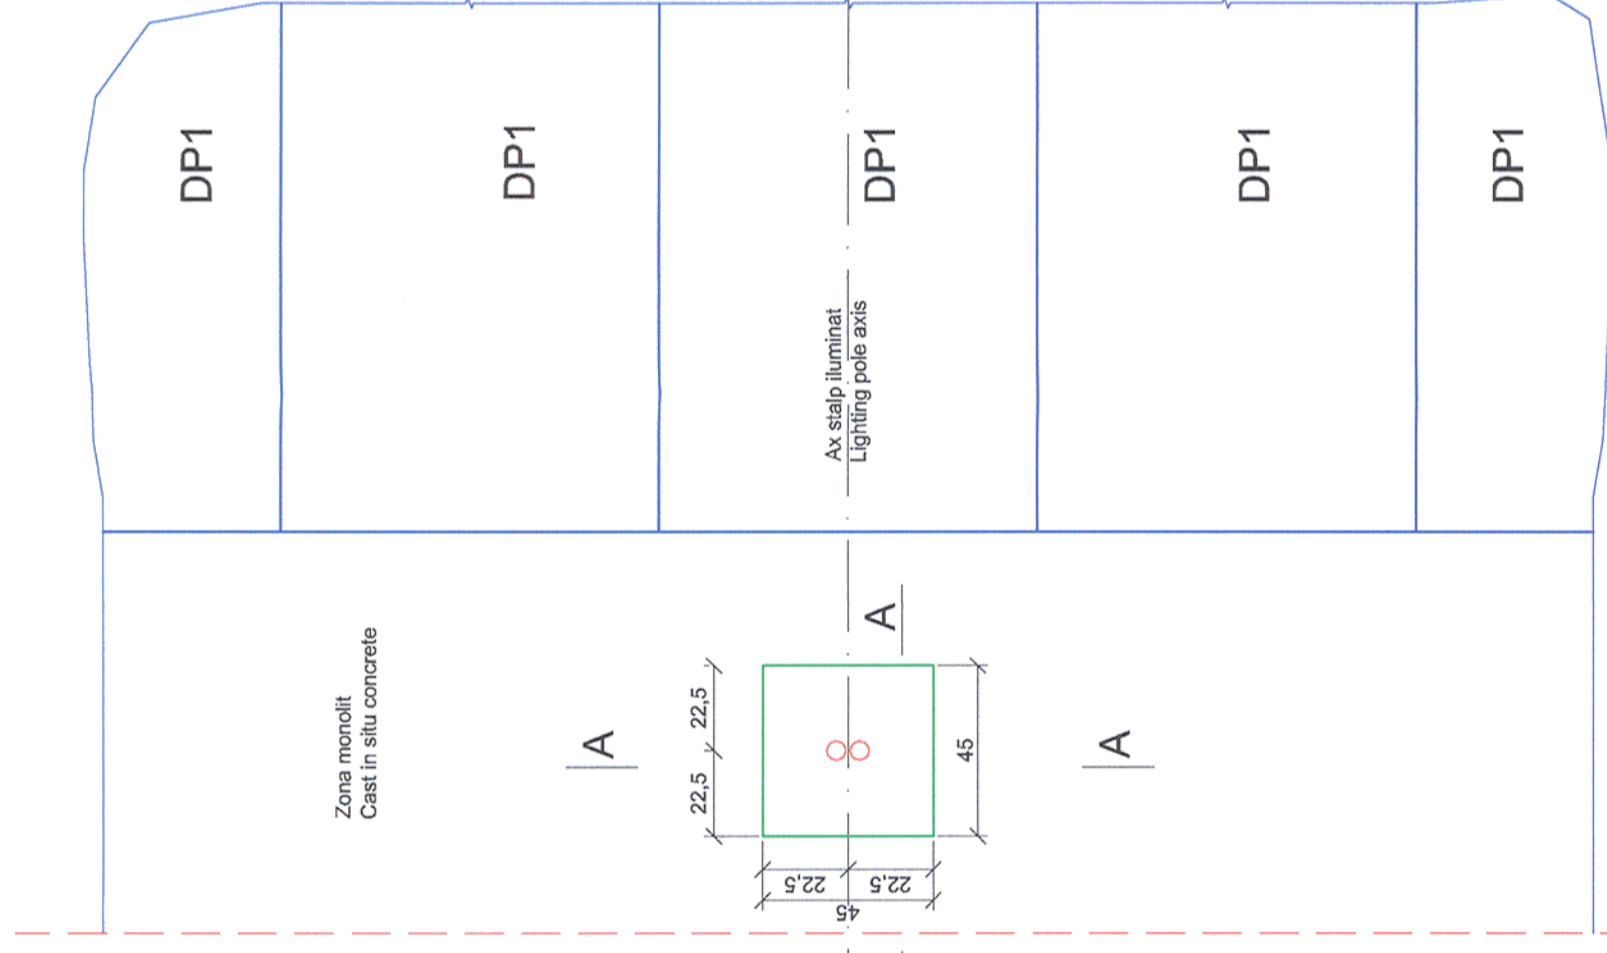 DP1
DP1
DP1
DP1
DP1
Ax stalp iluminat
Lighting pole axis
Zona monolit
Cast in situ concrete
A
A
A
22,5
22,5
45
22,5
22,5
45